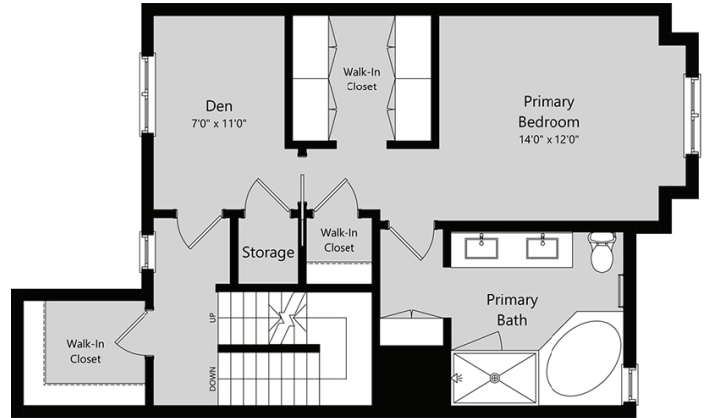 Den
7'0" x 11'0"
Walk-In
Closet
Primary
Bedroom
14'0" x 12'0"
Storage
Walk-In
Closet
Primary
Bath
Walk-In
Closet
UP
DOWN